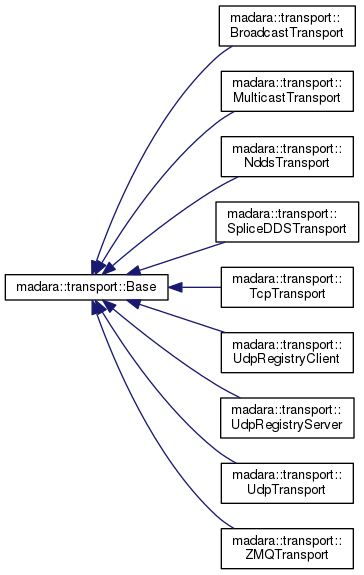 madara::transport::
BroadcastTransport
madara::transport::
MulticastTransport
madara::transport::
NddsTransport
madara::transport::
SpliceDDSTransport
madara::transport::Base
madara::transport::
TcpTransport
madara::transport::
UdpRegistryClient
madara::transport::
UdpRegistryServer
madara::transport::
UdpTransport
madara::transport::
ZMQTransport